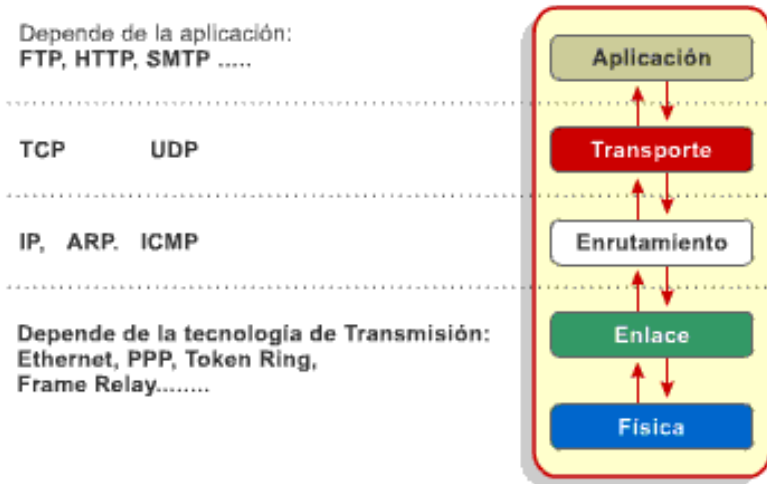 Depende de la aplicación:
FTP, HTTP, SMTP .....
Aplicación
TCP UDP
Transporte
IP, ARP. ICMP
Enrutamiento
Depende de la tecnología de Transmisión:
Ethernet, PPP, Token Ring,
Frame Relay........
Enlace
Física